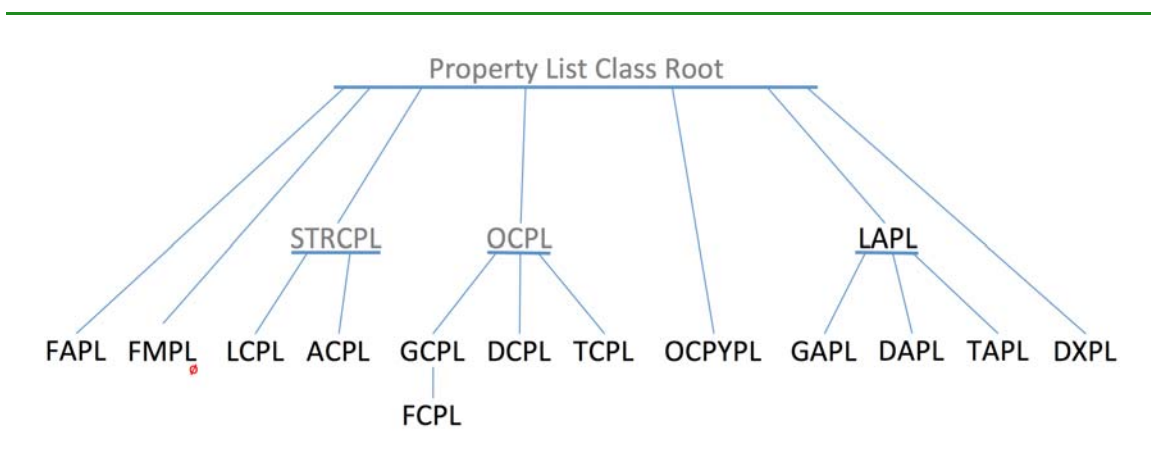 Property List Class Root
STRCPL OCPL LAPL
FAPL FMPL LCPL ACPL GCPL DCPL TCPL OCPYPL GAPL DAPL TAPL DXPL
ø
FCPL